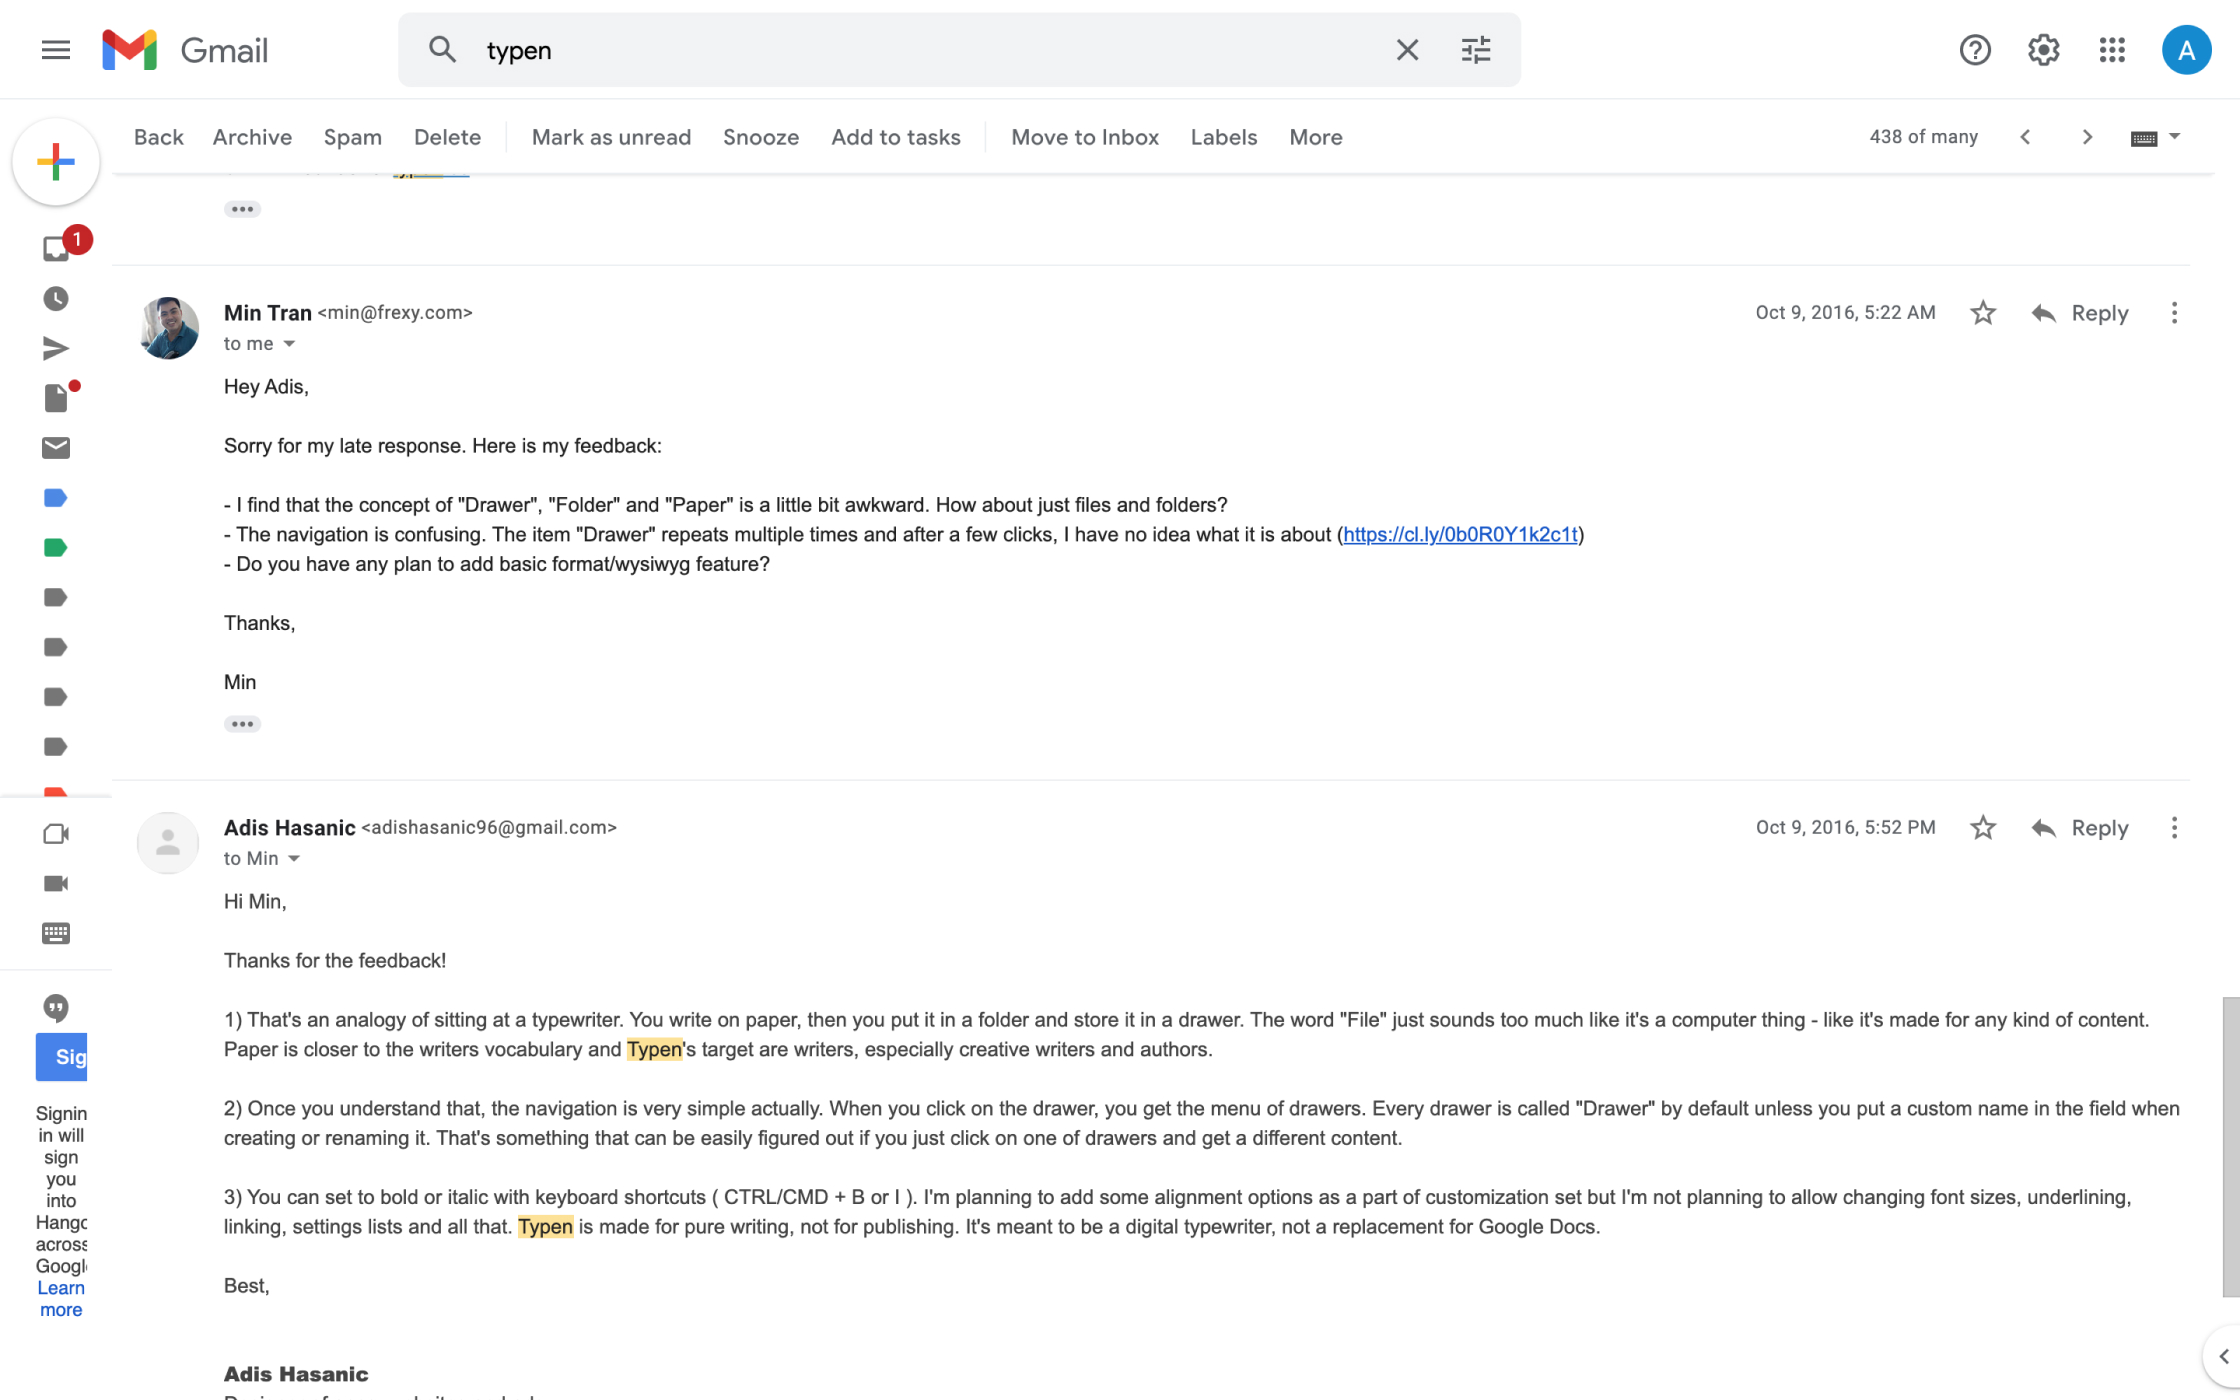 Gmail
typen
Back Archive Spam Delete Mark as unread Snooze Add to tasks Move to Inbox Labels More 438 of many
1
Min Tran <min@frexy.com> Oct 9, 2016, 5:22 AM Reply
to me
Hey Adis,
Sorry for my late response. Here is my feedback:
- I find that the concept of "Drawer", "Folder" and "Paper" is a little bit awkward. How about just files and folders?
- The navigation is confusing. The item "Drawer" repeats multiple times and after a few clicks, I have no idea what it is about (https://cl.ly/0b0R0Y1k2c1t)
- Do you have any plan to add basic format/wysiwyg feature?
Thanks,
Min
Adis Hasanic <adishasanic96@gmail.com> Oct 9, 2016, 5:52 PM Reply
to Min
Hi Min,
Thanks for the feedback!
1) That's an analogy of sitting at a typewriter. You write on paper, then you put it in a folder and store it in a drawer. The word "File" just sounds too much like it's a computer thing - like it's made for any kind of content.
Paper is closer to the writers vocabulary and Typen's target are writers, especially creative writers and authors.
2) Once you understand that, the navigation is very simple actually. When you click on the drawer, you get the menu of drawers. Every drawer is called "Drawer" by default unless you put a custom name in the field when
creating or renaming it. That's something that can be easily figured out if you just click on one of drawers and get a different content.
3) You can set to bold or italic with keyboard shortcuts ( CTRL/CMD + B or I ). I'm planning to add some alignment options as a part of customization set but I'm not planning to allow changing font sizes, underlining,
linking, settings lists and all that. Typen is made for pure writing, not for publishing. It's meant to be a digital typewriter, not a replacement for Google Docs.
Best,
Adis Hasanic
A
Sig
Signin
in will
sign
you
into
Hango
across
Googl
Learn
more